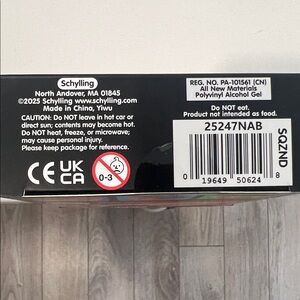 Schylling
North Andover, MA 01845
©2025 Schylling www.schylling.com
Made in China, Yiwu
CAUTION: Do NOT leave in hot car or
direct sun; contents may be hot.
Do NOT heat, freeze, or microwave;
may cause personal injury.
Please keep package for reference.
CE UK
CA
0-3
REG. NO. PA-101561 (CN)
All New Materials
Polyvinyl Alcohol Gel
Do NOT eat.
Product not intended as food.
25247NAB
0 19649 50624 8
SQZND